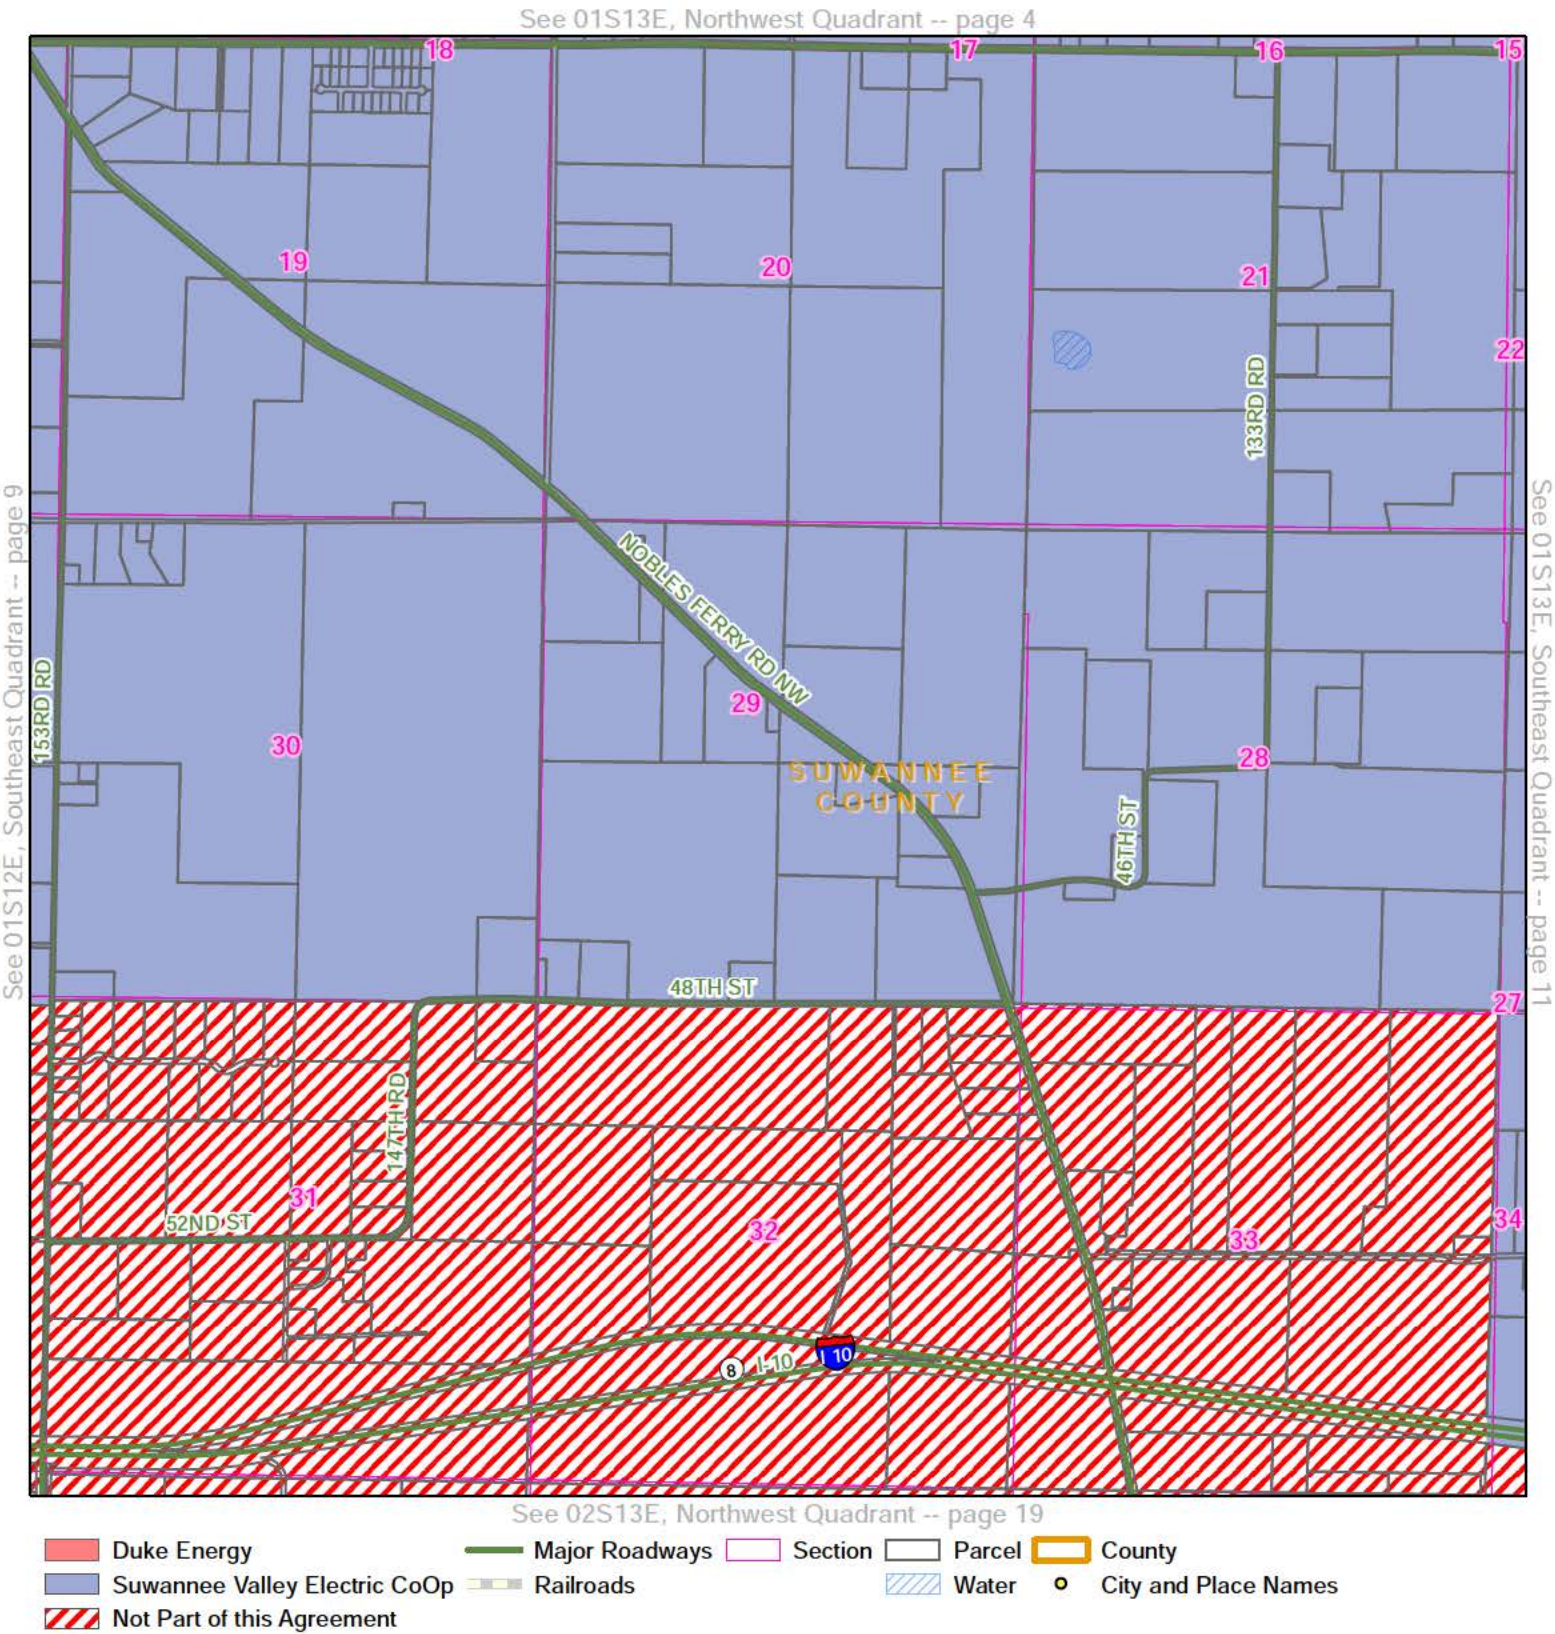 See 01S13E, Northwest Quadrant -- page 4
18
17
16
15
19
20
21
22
133RD RD
See 01S12E, Southeast Quadrant -- page 9
See 01S13E, Southeast Quadrant -- page 11
NOBLES FERRY RD NW
153RD RD
29
30
28
SUWANNEE
COUNTY
46TH ST
48TH ST
27
147TH RD
31
52ND ST
32
33
34
I 10
8
I-10
See 02S13E, Northwest Quadrant -- page 19
Duke Energy
Major Roadways
Section
Parcel
County
Suwannee Valley Electric CoOp
Railroads
Water
City and Place Names
Not Part of this Agreement